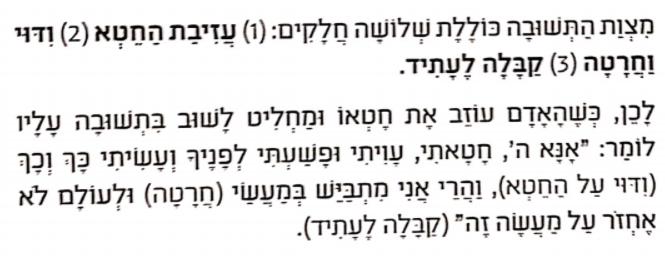 מִצְוַת הַתְּשׁוּבָה כּוֹלֶלֶת שְׁלוֹשָׁה חֲלָקִים: (1) עֲזִיבַת הַחֵטְא (2) וִדּוּי
וַחֲרָטָה (3) קַבָּלָה לֶעָתִיד.
לָכֵן, כְּשֶׁהָאָדָם עוֹזֵב אֶת חֶטְאוֹ וּמַחְלִיט לָשׁוּב בִּתְשׁוּבָה עָלָיו
לוֹמַר: "אָנָּא ה', חָטָאתִי, עָוִיתִי וּפָשַׁעְתִּי לְפָנֶיךָ וְעָשִׂיתִי כָּךְ וְכָךְ
(וִדּוּי עַל הַחֵטְא), וַהֲרֵי אֲנִי מִתְבַּיֵּשׁ בְּמַעֲשַׂי (חֲרָטָה) וּלְעוֹלָם לֹא
אֶחְזֹר עַל מַעֲשֶׂה זֶה" (קַבָּלָה לֶעָתִיד).